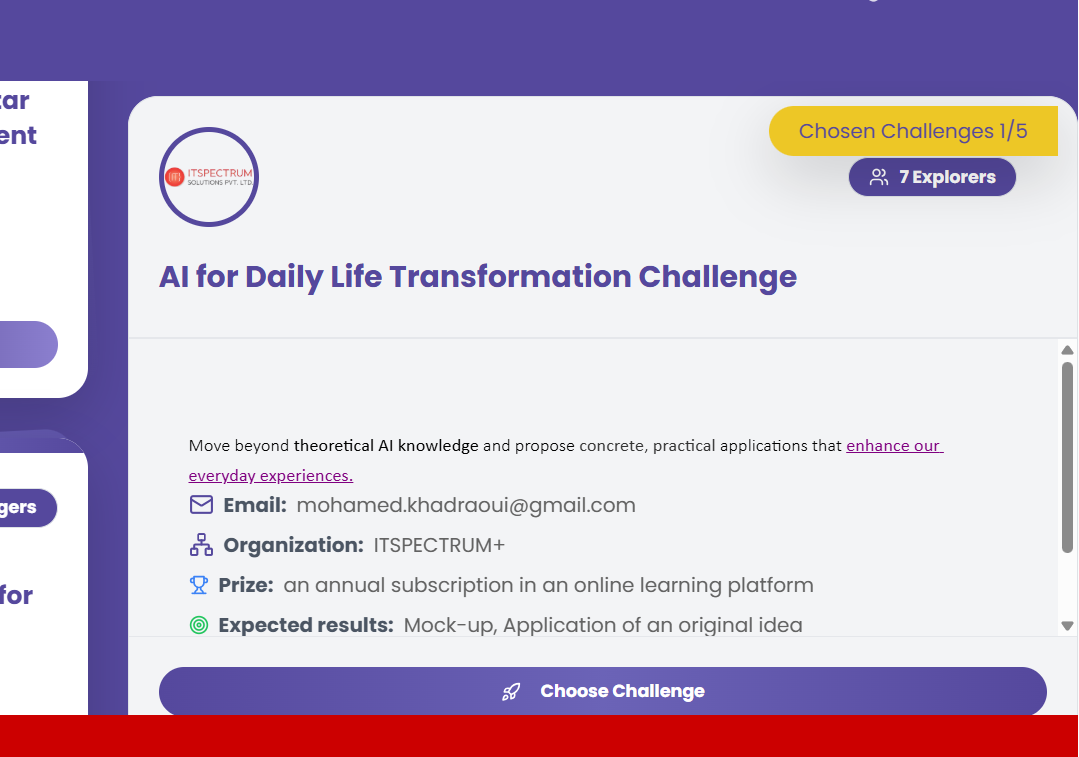 tar
ent
gers
for
Chosen Challenges 1/5
7 Explorers
ITSPECTRUM
SOLUTIONS PVT. LTD.
AI for Daily Life Transformation Challenge
Move beyond theoretical AI knowledge and propose concrete, practical applications that enhance our
everyday experiences.
Email: mohamed.khadraoui@gmail.com
Organization: ITSPECTRUM+
Prize: an annual subscription in an online learning platform
Expected results: Mock-up, Application of an original idea
Choose Challenge